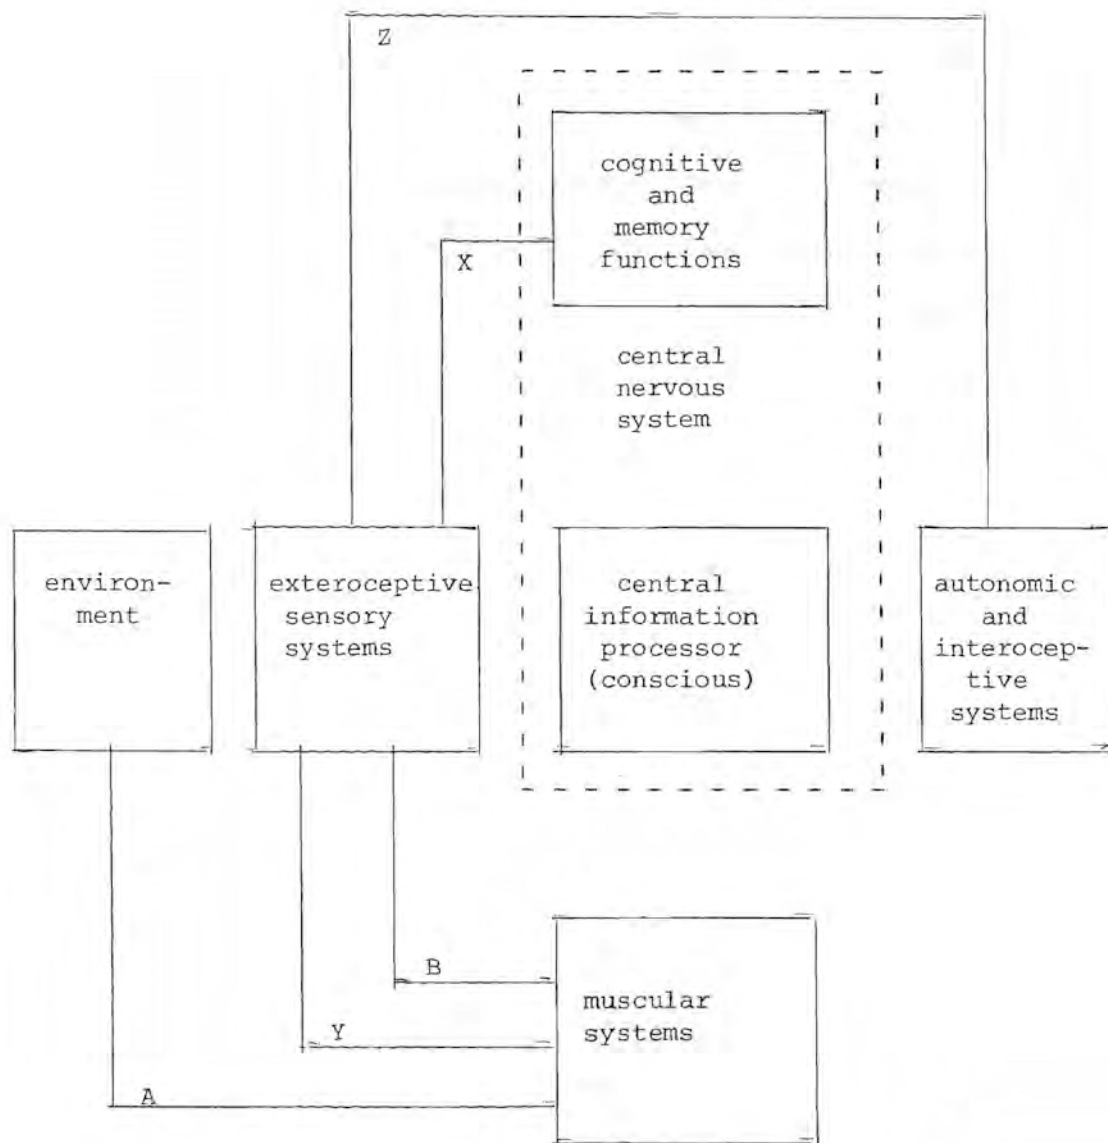 Z
cognitive
and
memory
functions
X
central
nervous
system
environ-
ment
exteroceptive
sensory
systems
central
information
processor
(conscious)
autonomic
and
interocep-
tive
systems
B
muscular
systems
Y
A